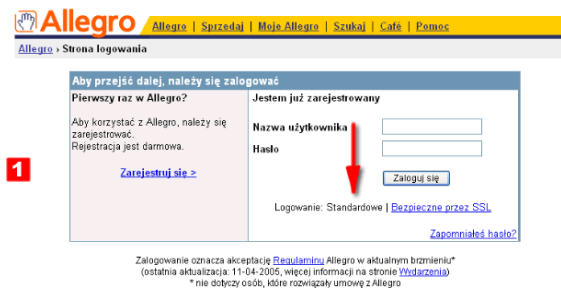 Allegro
Allegro | Sprzedaj | Moje Allegro | Szukaj | Café | Pomoc
Allegro › Strona logowania
Aby przejść dalej, należy się zalogować
Pierwszy raz w Allegro?
Aby korzystać z Allegro, należy się
zarejestrować.
Rejestracja jest darmowa.
Zarejestruj się >
Jestem już zarejestrowany
Nazwa użytkownika
Hasło
Zaloguj się
Logowanie: Standardowe | Bezpieczne przez SSL
Zapomniałeś hasło?
1
Zalogowanie oznacza akceptację Regulaminu Allegro w aktualnym brzmieniu*
(ostatnia aktualizacja: 11-04-2005, więcej informacji na stronie Wydarzenia)
* nie dotyczy osób, które rozwiązały umowę z Allegro